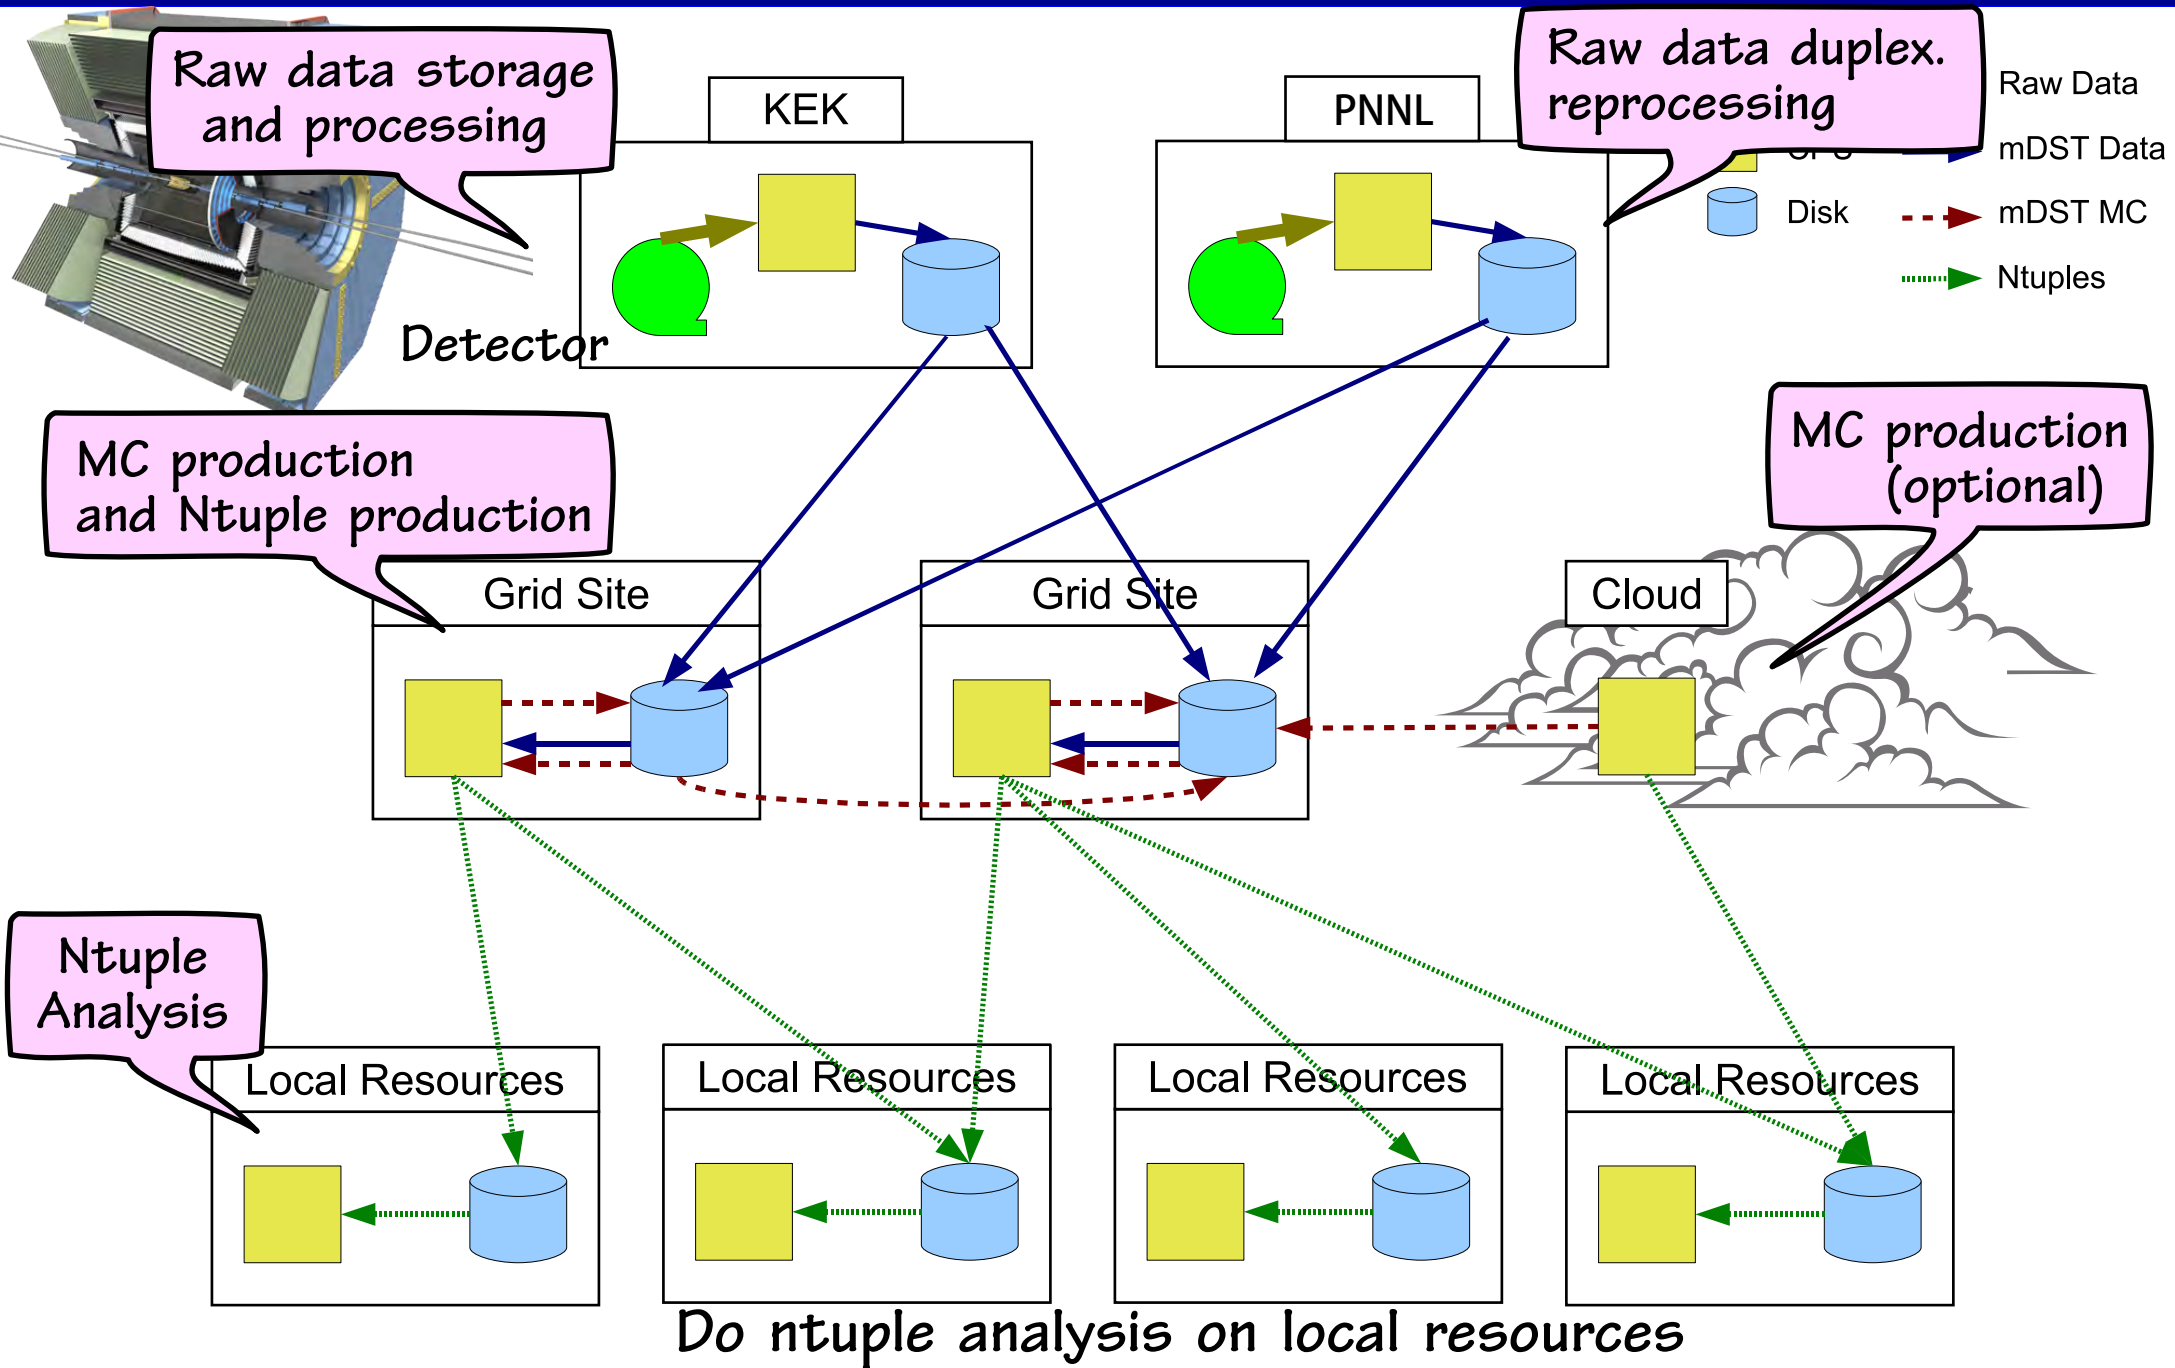 Raw data storage
and processing
KEK
PNNL
Raw data duplex.
reprocessing
Raw Data
mDST Data
Disk
mDST MC
Ntuples
Detector
MC production
and Ntuple production
MC production
(optional)
Grid Site
Grid Site
Cloud
Ntuple
Analysis
Local Resources
Local Resources
Local Resources
Local Resources
Do ntuple analysis on local resources